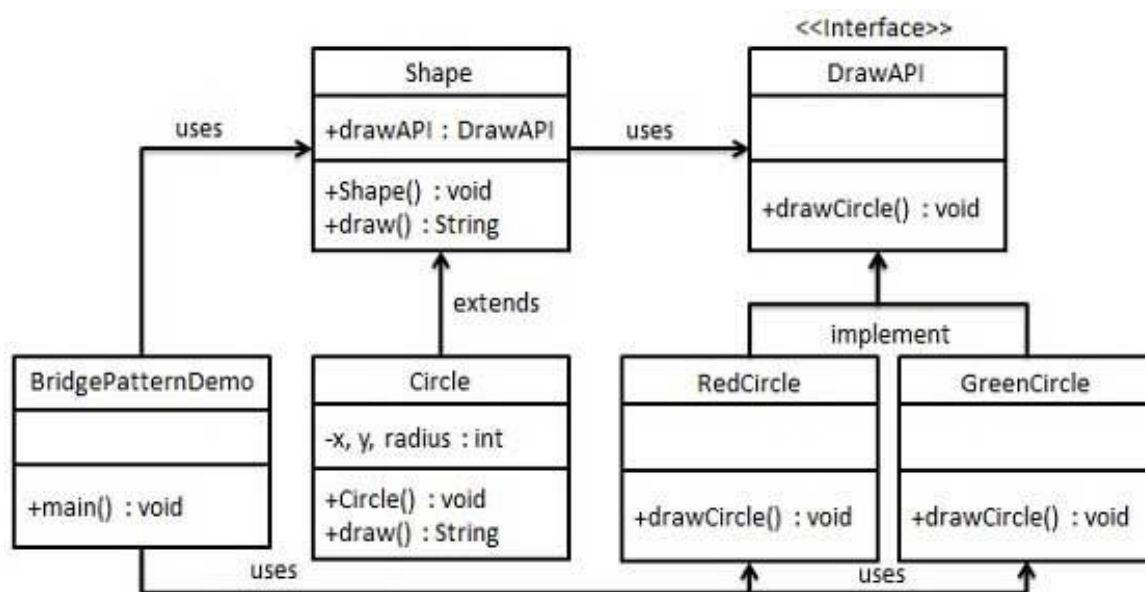 <<Interface>>
Shape
DrawAPI
+drawAPI : DrawAPI
uses
uses
+Shape() : void
+draw() : String
+drawCircle() : void
extends
implement
BridgePatternDemo
Circle
RedCircle
GreenCircle
-x, y, radius : int
+main() : void
+Circle() : void
+draw() : String
+drawCircle() : void
+drawCircle() : void
uses
uses